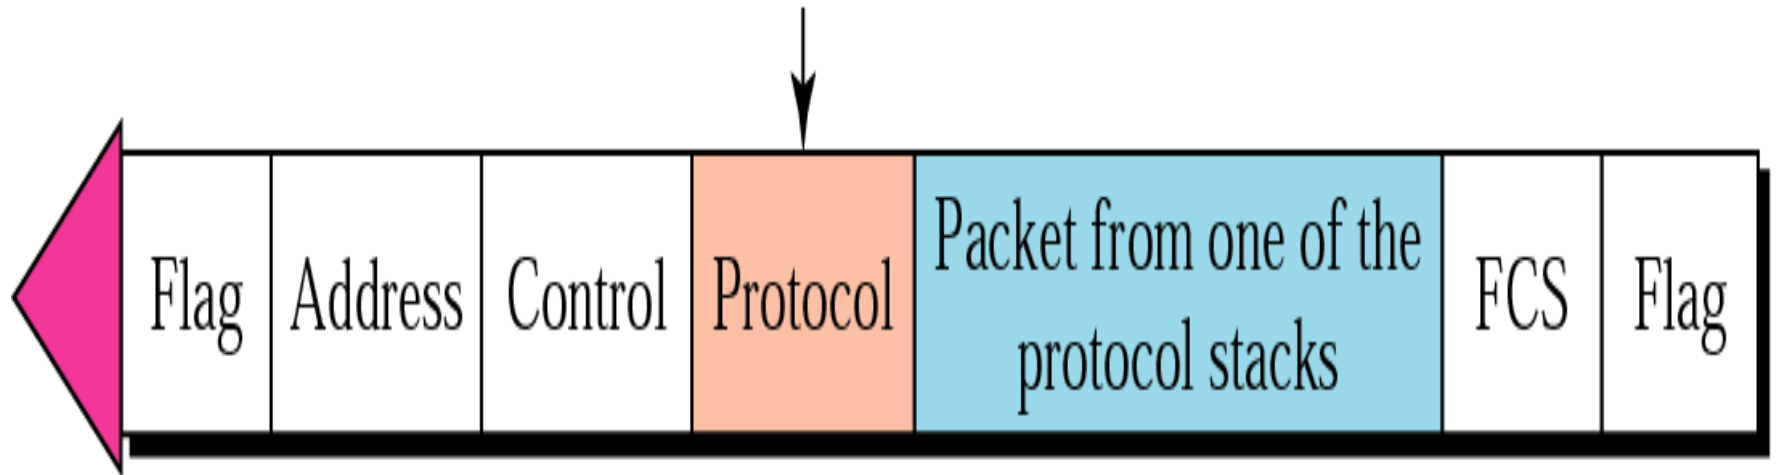 Flag
Address
Control
Protocol
Packet from one of the
protocol stacks
FCS
Flag